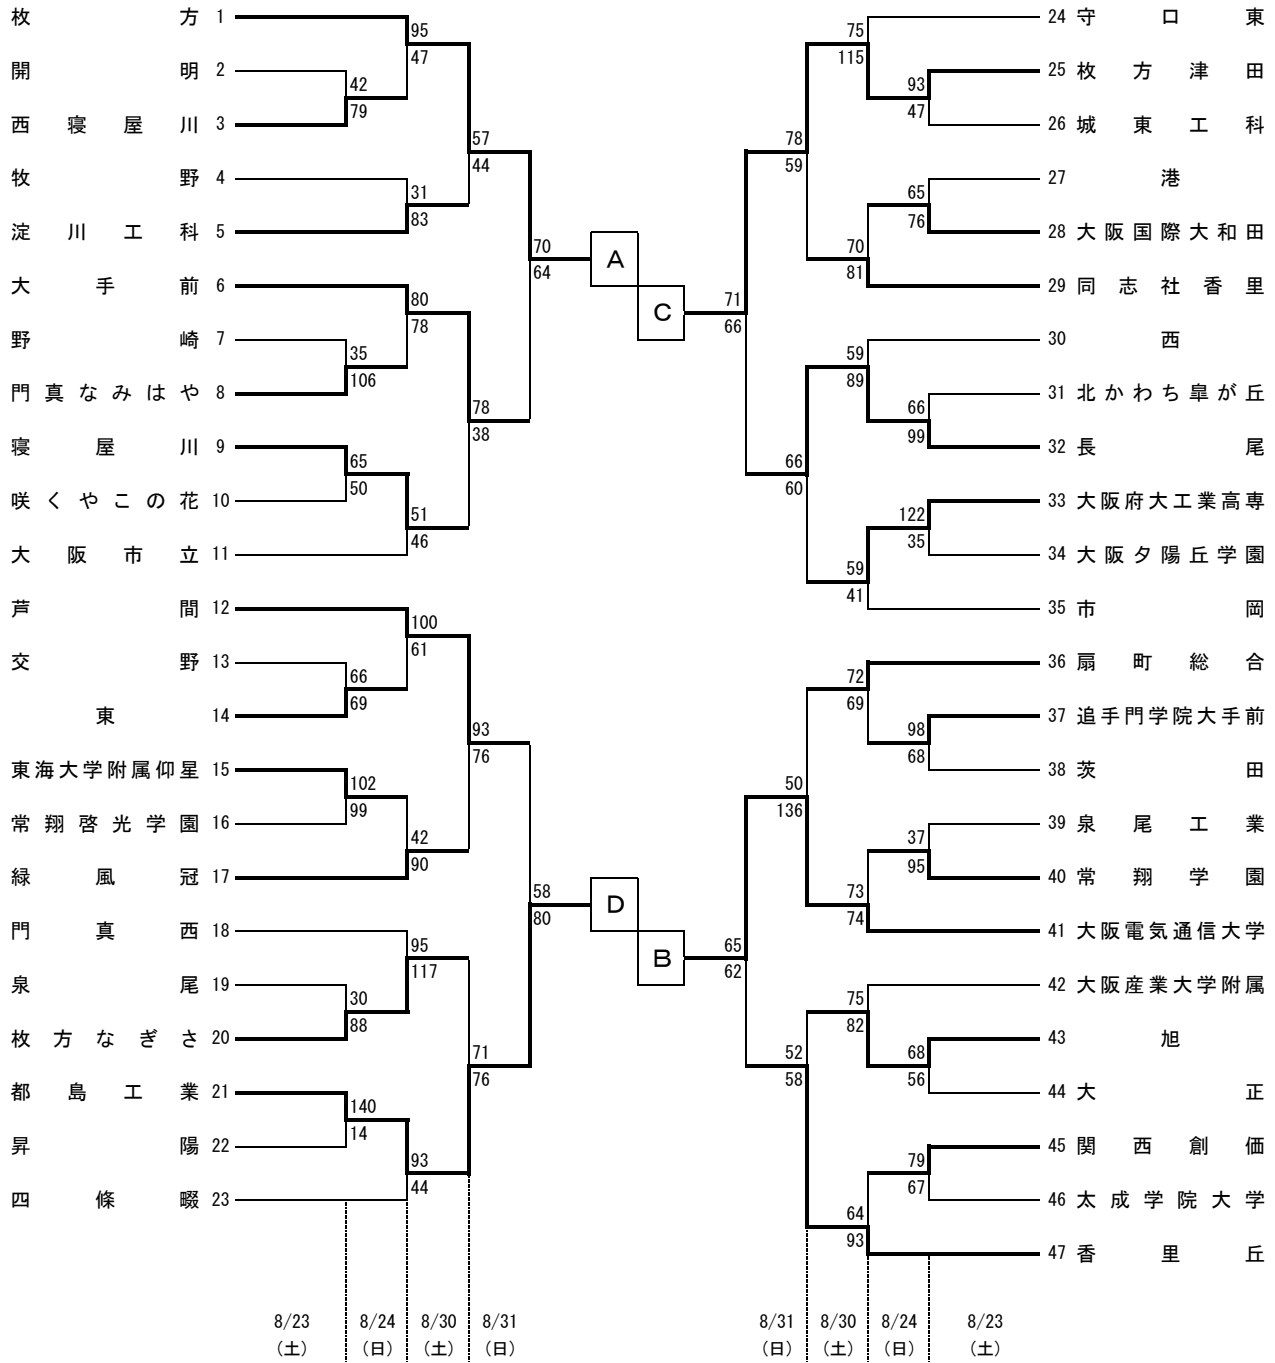 枚方 1
95
47
開明 2
42
79
西寝屋川 3
57
44
牧野 4
31
83
淀川工科 5
70
64
大手前 6
80
78
野崎 7
35
106
門真なみはや 8
78
38
寝屋川 9
65
50
咲くやこの花 10
51
46
大阪市立 11
芦間 12
100
61
交野 13
66
69
東 14
93
76
東海大学附属仰星 15
102
99
常翔啓光学園 16
42
90
緑風冠 17
58
80
門真西 18
95
117
泉尾 19
30
88
枚方なぎさ 20
71
76
都島工業 21
140
14
昇陽 22
93
44
四條畷 23
A
C
D
B
24 守口東
75
115
25 枚方津田
93
47
26 城東工科
78
59
27 港
65
76
28 大阪国際大和田
70
81
29 同志社香里
71
66
30 西
59
89
31 北かわち皐が丘
66
99
32 長尾
66
60
33 大阪府大工業高専
122
35
34 大阪夕陽丘学園
59
41
35 市岡
36 扇町総合
72
69
37 追手門学院大手前
98
68
38 茨田
50
136
39 泉尾工業
37
95
40 常翔学園
73
74
41 大阪電気通信大学
65
62
42 大阪産業大学附属
75
82
43 旭
68
56
44 大正
52
58
45 関西創価
79
67
46 太成学院大学
64
93
47 香里丘
8/23 8/24 8/30 8/31 8/31 8/30 8/24 8/23
（土） （日） （土） （日） （日） （土） （日） （土）